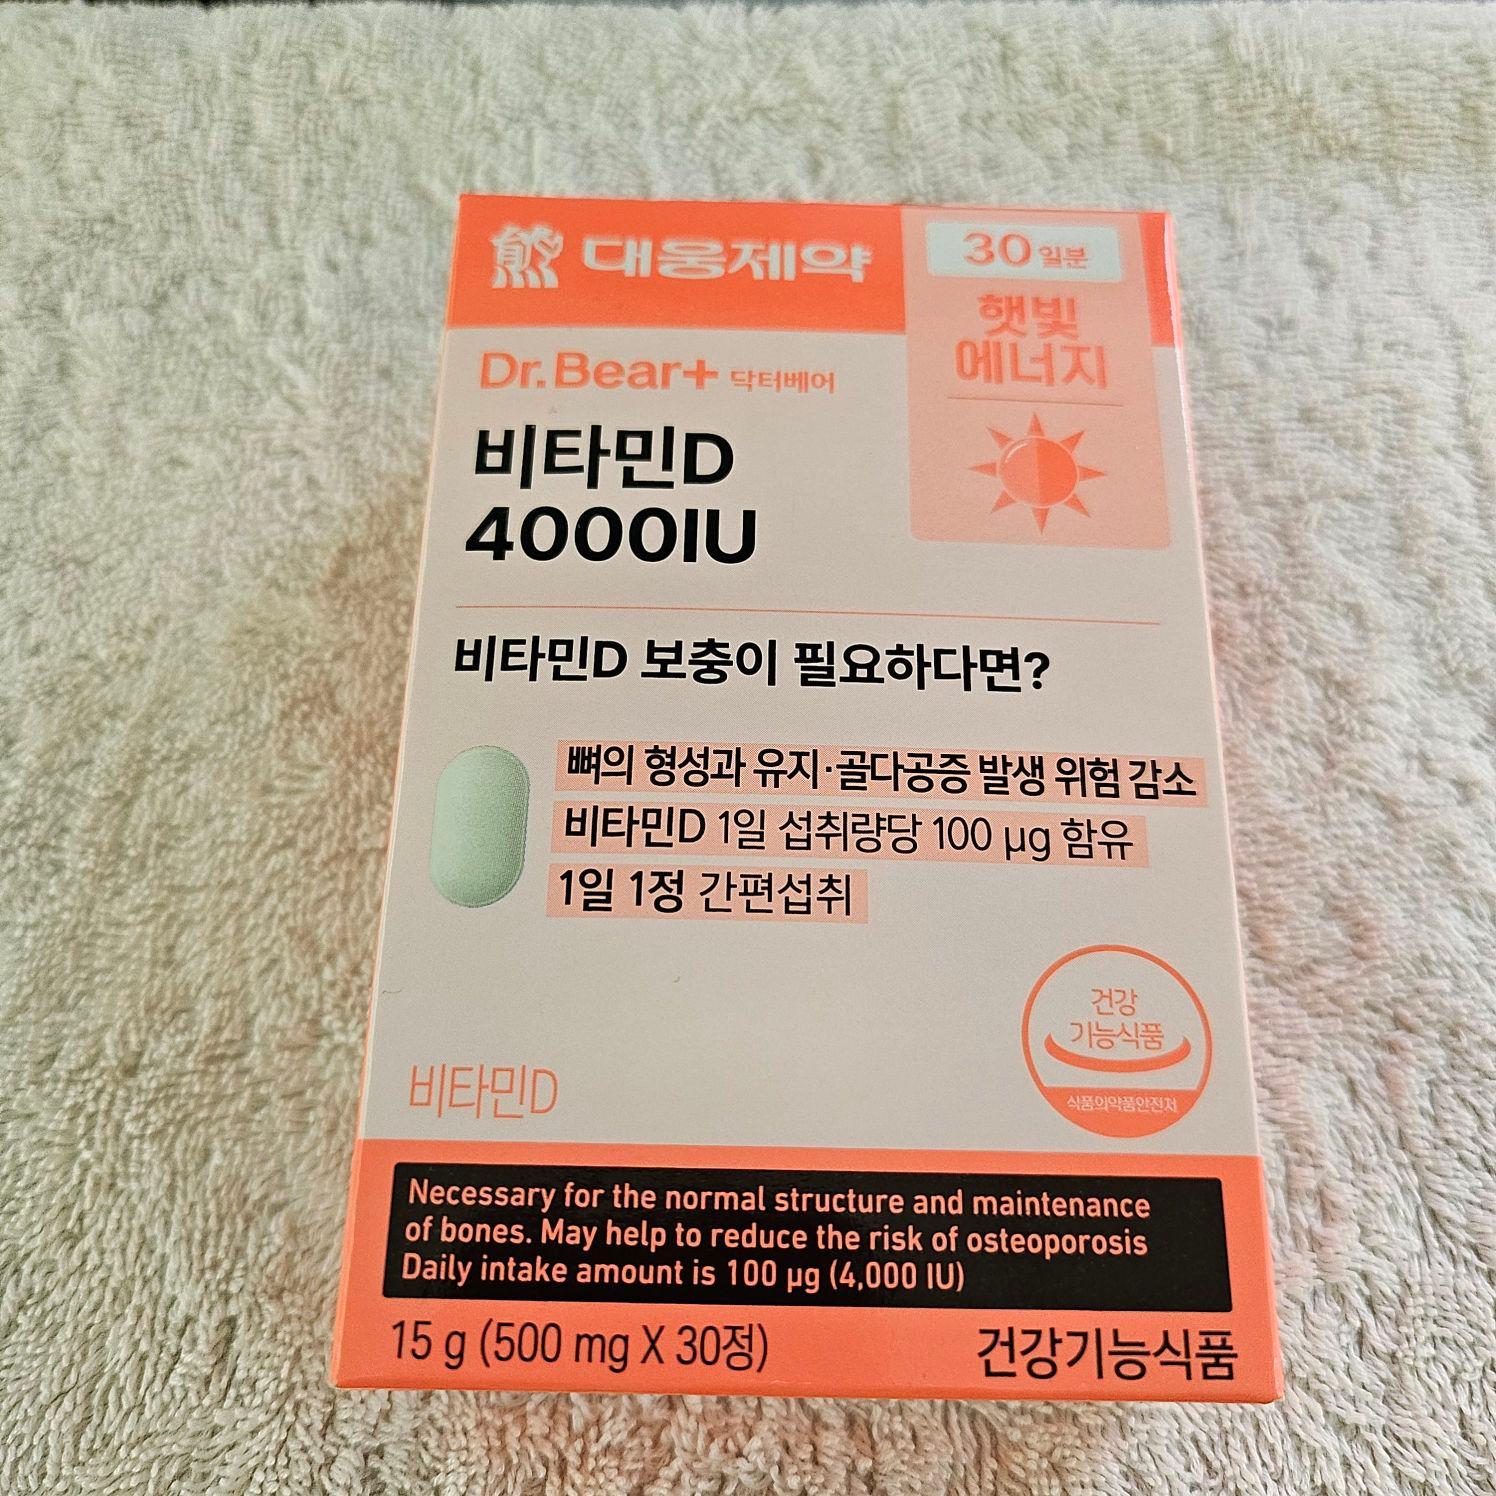 대웅제약
30일분
햇빛
에너지
Dr.Bear+ 닥터베어
비타민D
4000IU
비타민D 보충이 필요하다면?
뼈의 형성과 유지·골다공증 발생 위험 감소
비타민D 1일 섭취량당 100 µg 함유
1일 1정 간편섭취
건강
기능식품
식품의약품안전처
비타민D
Necessary for the normal structure and maintenance
of bones. May help to reduce the risk of osteoporosis
Daily intake amount is 100 µg (4,000 IU)
15 g (500 mg X 30정)
건강기능식품